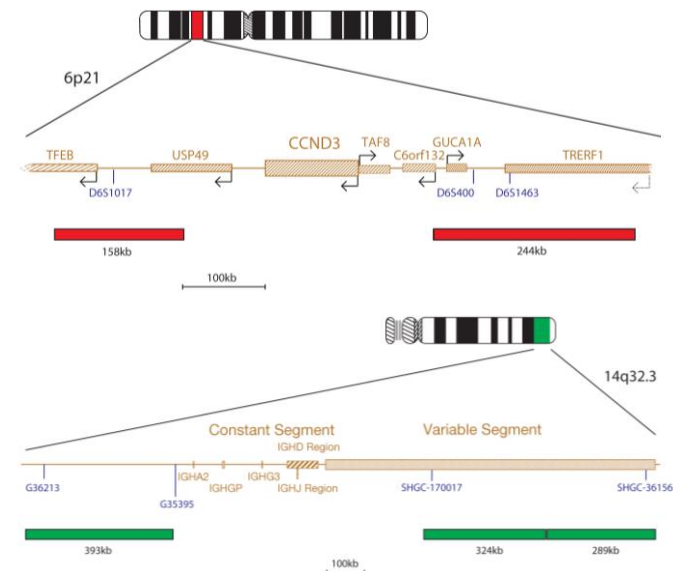 6p21
CCND3 TAF8 GUCA1A
TFEB USP49 C6orf132 TRERF1
D6S1017 D6S400 D6S1463
158kb 244kb
100kb
14q32.3
Constant Segment Variable Segment
IGHD Region
IGHA2 IGHG3
G36213 IGHGP IGHJ Region SHGC-170017 SHGC-36156
G35395
393kb 324kb 289kb
100kb